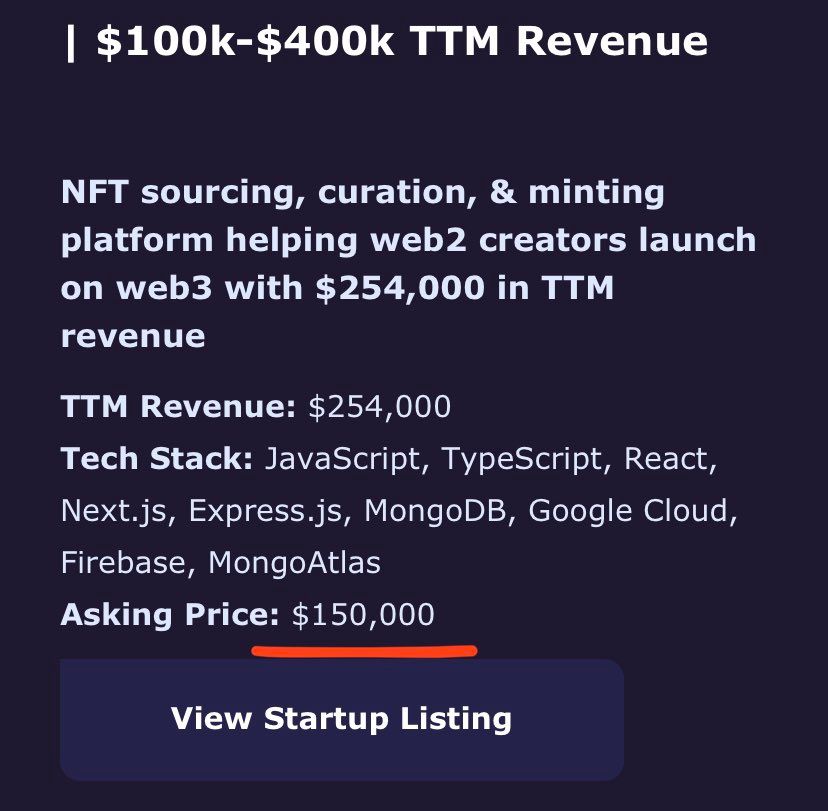 | $100k-$400k TTM Revenue
NFT sourcing, curation, & minting
platform helping web2 creators launch
on web3 with $254,000 in TTM
revenue
TTM Revenue: $254,000
Tech Stack: JavaScript, TypeScript, React,
Next.js, Express.js, MongoDB, Google Cloud,
Firebase, MongoAtlas
Asking Price: $150,000
View Startup Listing